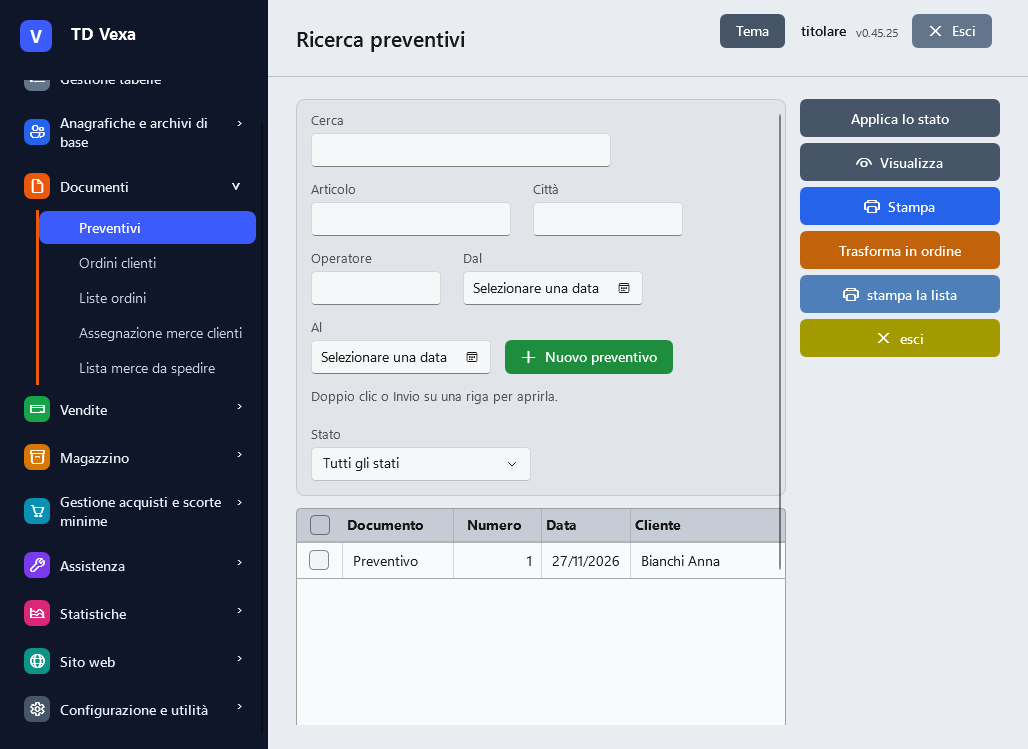 V
TD Vexa
Gestione tabelle
Anagrafiche e archivi di
base
Documenti
Preventivi
Ordini clienti
Liste ordini
Assegnazione merce clienti
Lista merce da spedire
Vendite
Magazzino
Gestione acquisti e scorte
minime
Assistenza
Statistiche
Sito web
Configurazione e utilità
Ricerca preventivi
Tema
titolare
v0.45.25
Esci
Cerca
Articolo
Città
Operatore
Dal
Selezionare una data
Al
Selezionare una data
Nuovo preventivo
Doppio clic o Invio su una riga per aprirla.
Stato
Tutti gli stati
Documento Numero Data Cliente
Preventivo 1 27/11/2026 Bianchi Anna
Applica lo stato
Visualizza
Stampa
Trasforma in ordine
stampa la lista
esci